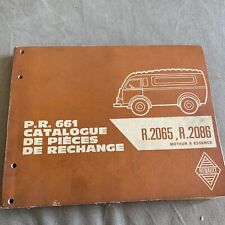 P.R. 661
CATALOGUE
DE PIÈCES
DE RECHANGE
R.2065, R.2086
MOTEUR A ESSENCE
RENAULT